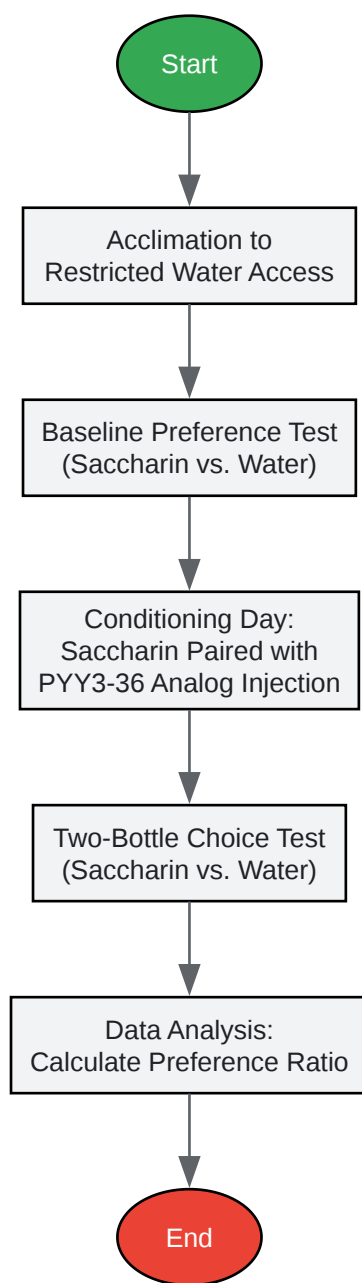 Start
Acclimation to
Restricted Water Access
Baseline Preference Test
(Saccharin vs. Water)
Conditioning Day:
Saccharin Paired with
PYY3-36 Analog Injection
Two-Bottle Choice Test
(Saccharin vs. Water)
Data Analysis:
Calculate Preference Ratio
End